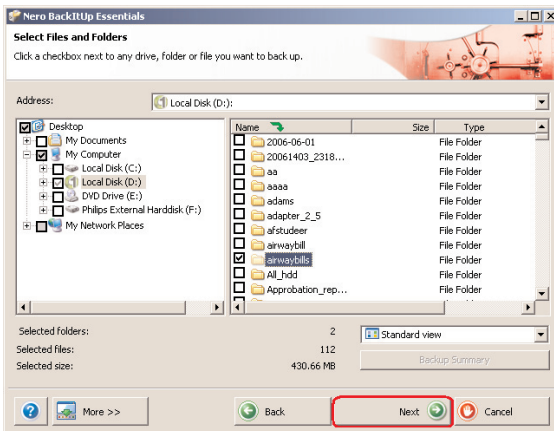 Nero BackItUp Essentials
Select Files and Folders
Click a checkbox next to any drive, folder or file you want to back up.
Address: Local Disk (D:):
Desktop
My Documents
My Computer
Local Disk (C:)
Local Disk (D:)
DVD Drive (E:)
Philips External Harddisk (F:)
My Network Places
Name Size Type
2006-06-01 File Folder
20061403_2318... File Folder
aa File Folder
aaaa File Folder
adams File Folder
adapter_2_5 File Folder
afstudeer File Folder
airwaybill File Folder
airwaybills File Folder
All_hdd File Folder
Approbation_rep... File Folder
Selected folders: 2
Standard view
Selected files: 112
Selected size: 430.66 MB
Backup Summary
More >> Back Next Cancel